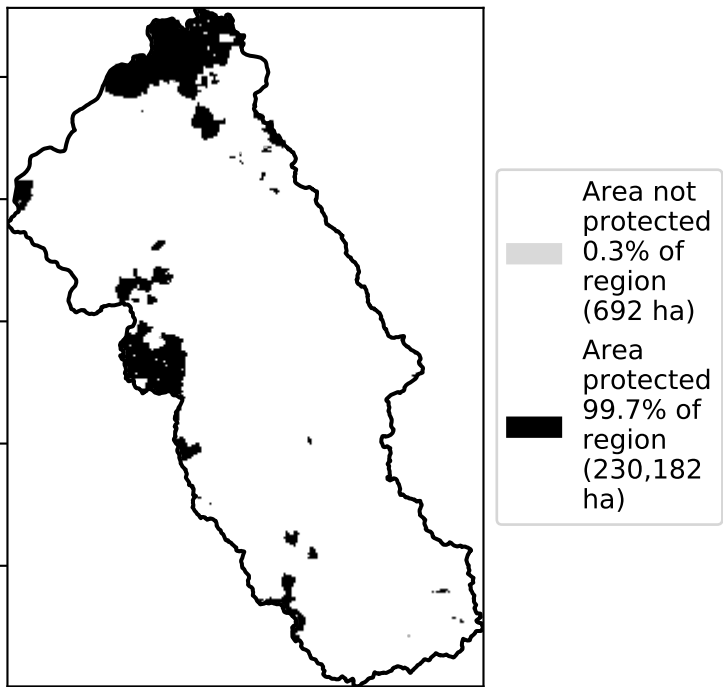 Area not
protected
0.3% of
region
(692 ha)
Area
protected
99.7% of
region
(230,182
ha)